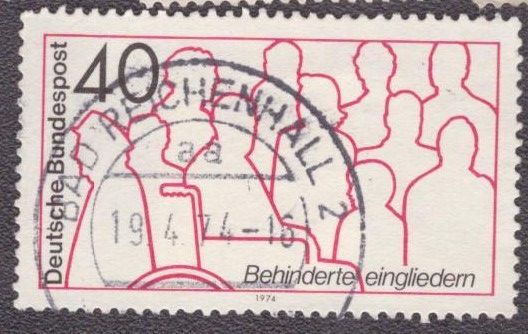 40
Deutsche Bundespost
BAD REICHENHALL 2
aa
19.4.74-16
Behinderte eingliedern
1974